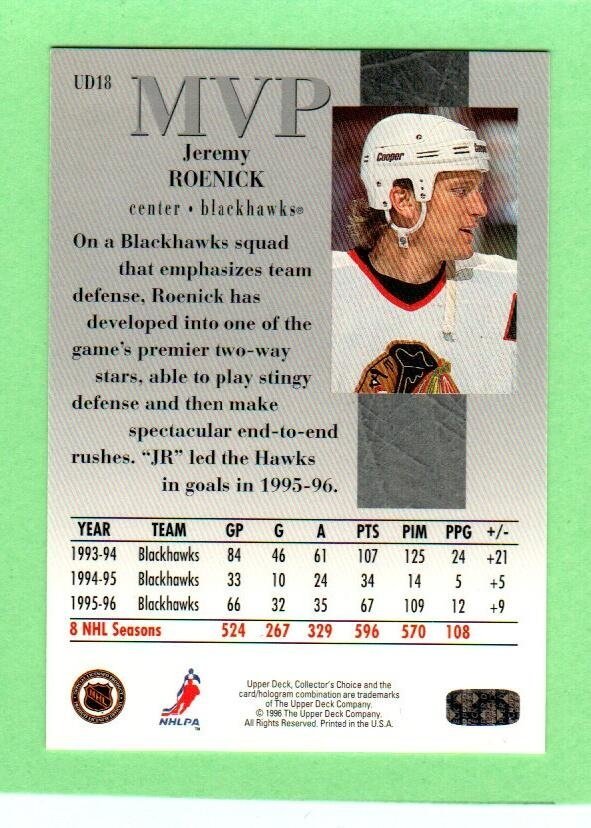 UD18
MVP
Jeremy
ROENICK
center • blackhawks®
Cooper
On a Blackhawks squad
that emphasizes team
defense, Roenick has
developed into one of the
game's premier two-way
stars, able to play stingy
defense and then make
spectacular end-to-end
rushes. "JR" led the Hawks
in goals in 1995-96.
YEAR TEAM GP G A PTS PIM PPG +/-
1993-94 Blackhawks 84 46 61 107 125 24 +21
1994-95 Blackhawks 33 10 24 34 14 5 +5
1995-96 Blackhawks 66 32 35 67 109 12 +9
8 NHL Seasons 524 267 329 596 570 108
NHL
NHLPA
™
Upper Deck, Collector's Choice and the
card/hologram combination are trademarks
of The Upper Deck Company.
© 1996 The Upper Deck Company.
All Rights Reserved. Printed in the U.S.A.